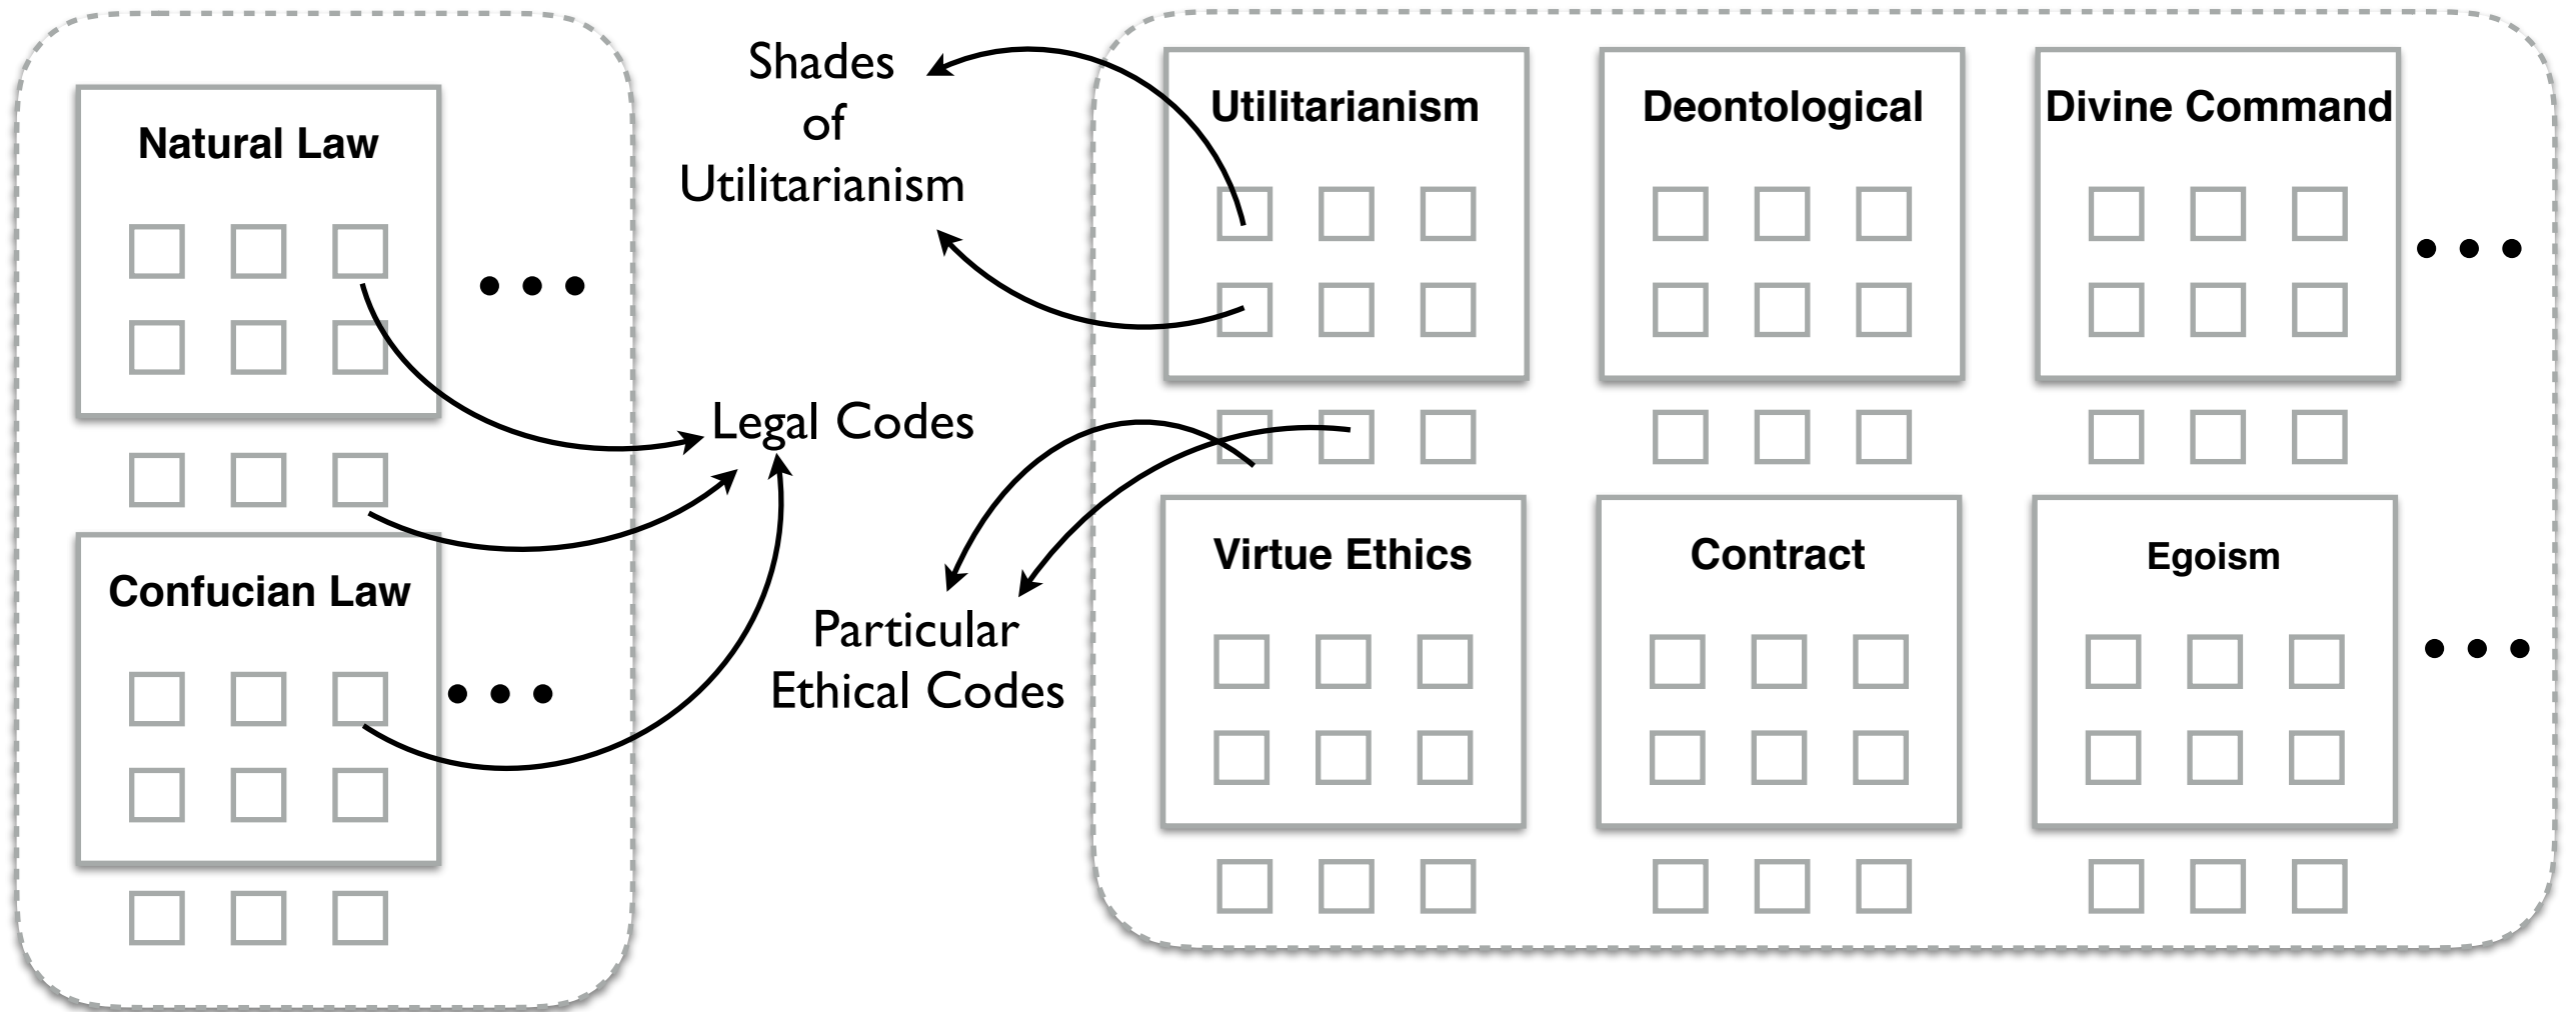 Natural Law
Confucian Law
Shades
of
Utilitarianism
Legal Codes
Particular
Ethical Codes
Utilitarianism
Deontological
Divine Command
Virtue Ethics
Contract
Egoism